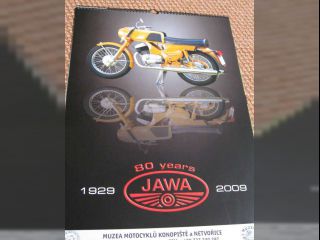 80 years
1929 JAWA 2009
MUZEA MOTOCYKLŮ KONOPIŠTĚ a NETVOŘICE